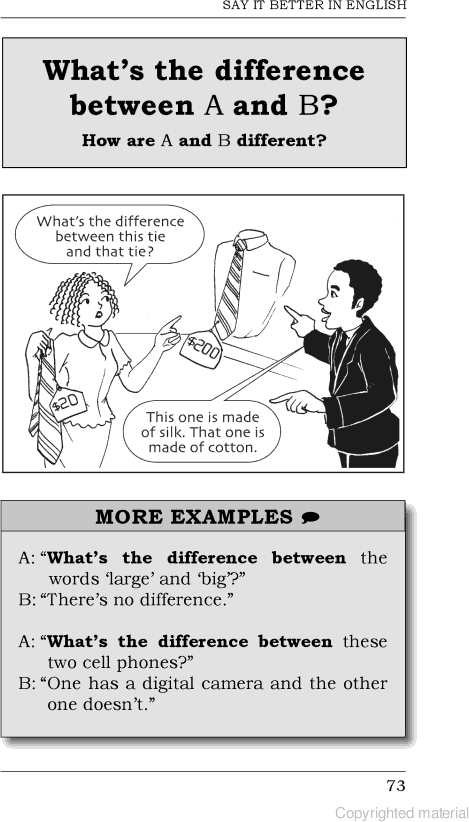 SAY IT BETTER IN ENGLISH
What's the difference
between A and B?
How are A and B different?
What's the difference
between this tie
and that tie?
$200
$20
This one is made
of silk. That one is
made of cotton.
MORE EXAMPLES
A: “What's the difference between the
words ‘large’ and ‘big’?”
B: “There's no difference.”
A: “What's the difference between these
two cell phones?”
B: “One has a digital camera and the other
one doesn't.”
73
Copyrighted material